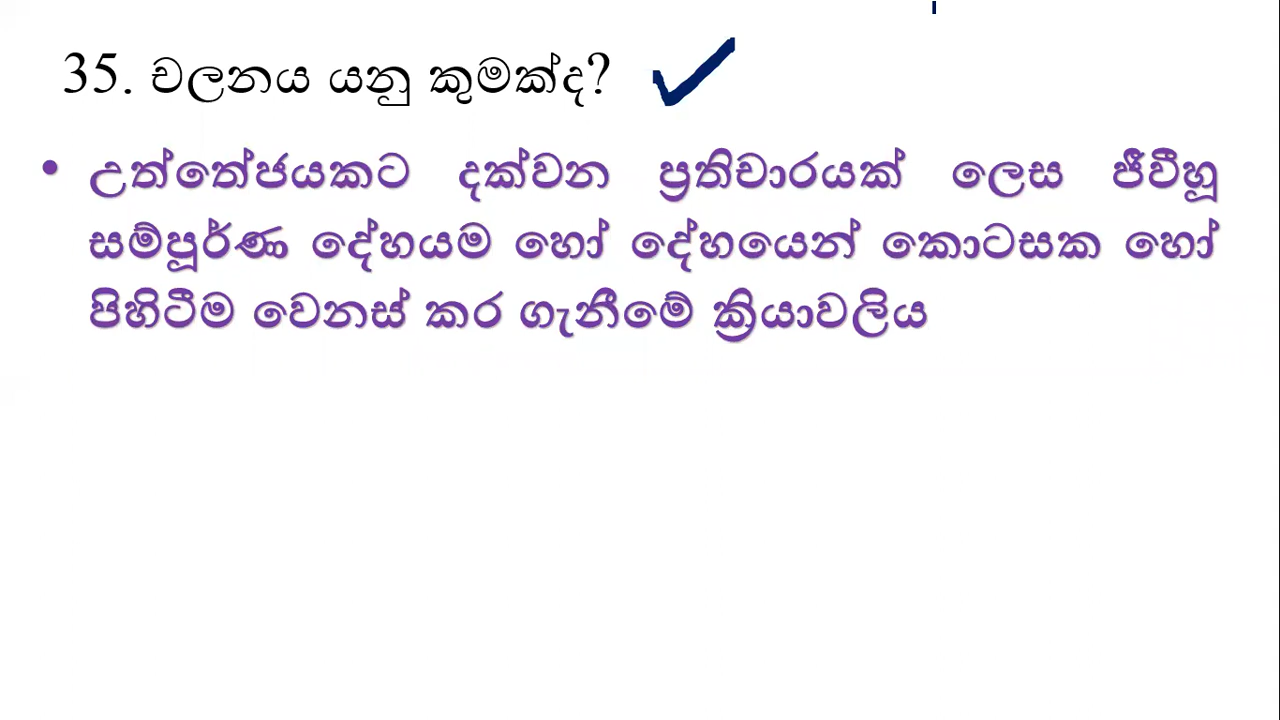 35. චලනය යනු කුමක්ද?
• උත්තේජයකට දක්වන ප්‍රතිචාරයක් ලෙස ජීවීහූ
සම්පූර්ණ දේහයම හෝ දේහයෙන් කොටසක හෝ
පිහිටීම වෙනස් කර ගැනීමේ ක්‍රියාවලිය